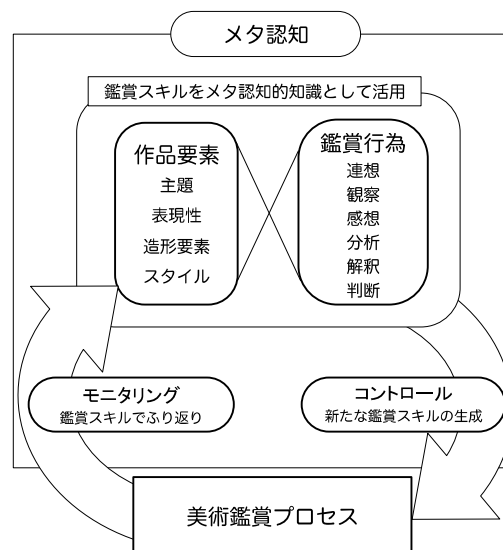 メタ認知
鑑賞スキルをメタ認知的知識として活用
作品要素
主題
表現性
造形要素
スタイル
鑑賞行為
連想
観察
感想
分析
解釈
判断
モニタリング
鑑賞スキルでふり返り
コントロール
新たな鑑賞スキルの生成
美術鑑賞プロセス